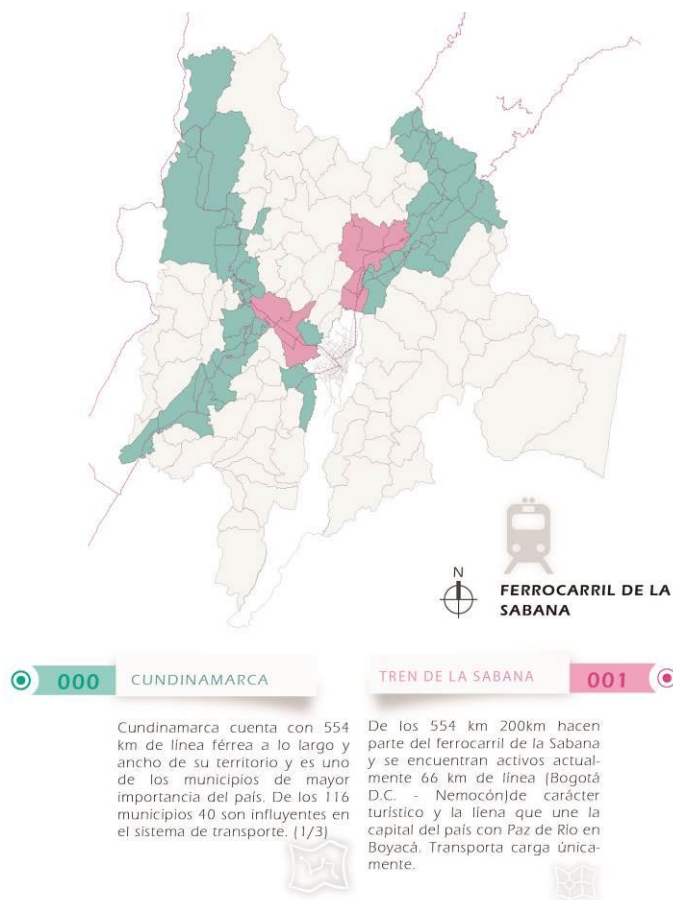 N
FERROCARRIL DE LA
SABANA
000
CUNDINAMARCA
Cundinamarca cuenta con 554
km de línea férrea a lo largo y
ancho de su territorio y es uno
de los municipios de mayor
importancia del país. De los 116
municipios 40 son influyentes en
el sistema de transporte. (1/3)
TREN DE LA SABANA
001
De los 554 km 200km hacen
parte del ferrocarril de la Sabana
y se encuentran activos actual-
mente 66 km de línea (Bogotá
D.C. - Nemocón)de carácter
turístico y la lïena que une la
capital del país con Paz de Río en
Boyacá. Transporta carga única-
mente.